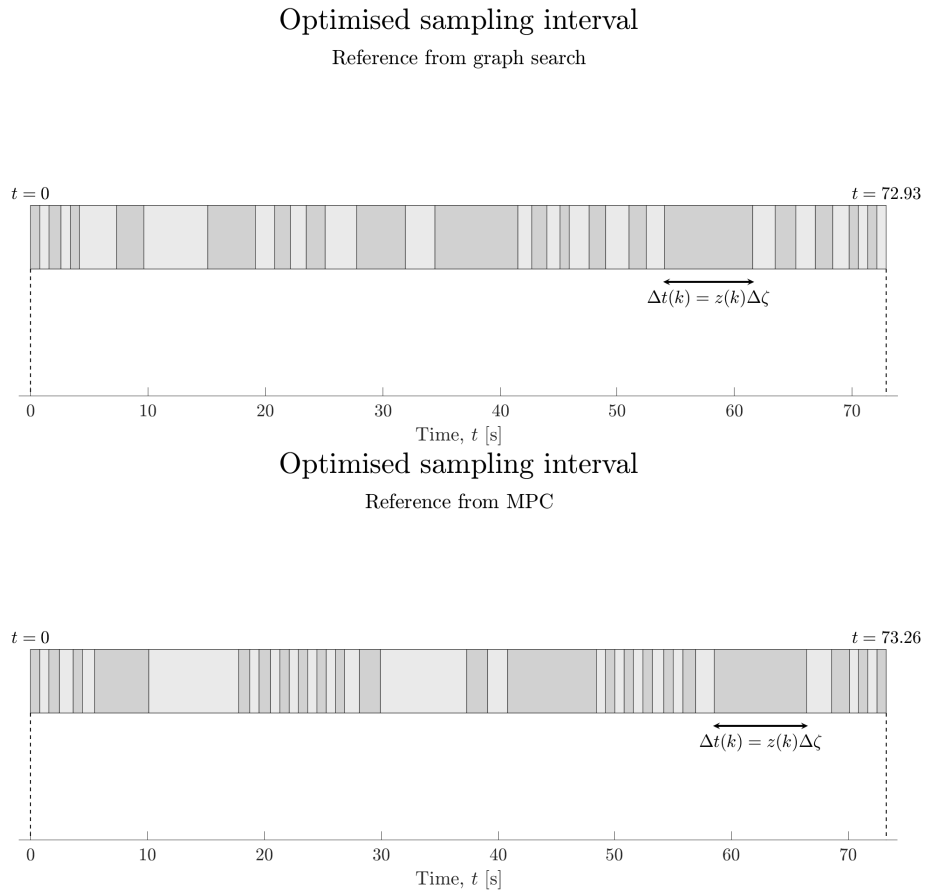 Optimised sampling interval
Reference from graph search
t = 0 t = 72.93
Δt(k) = z(k)Δζ
0 10 20 30 40 50 60 70
Time, t [s]
Optimised sampling interval
Reference from MPC
t = 0 t = 73.26
Δt(k) = z(k)Δζ
0 10 20 30 40 50 60 70
Time, t [s]